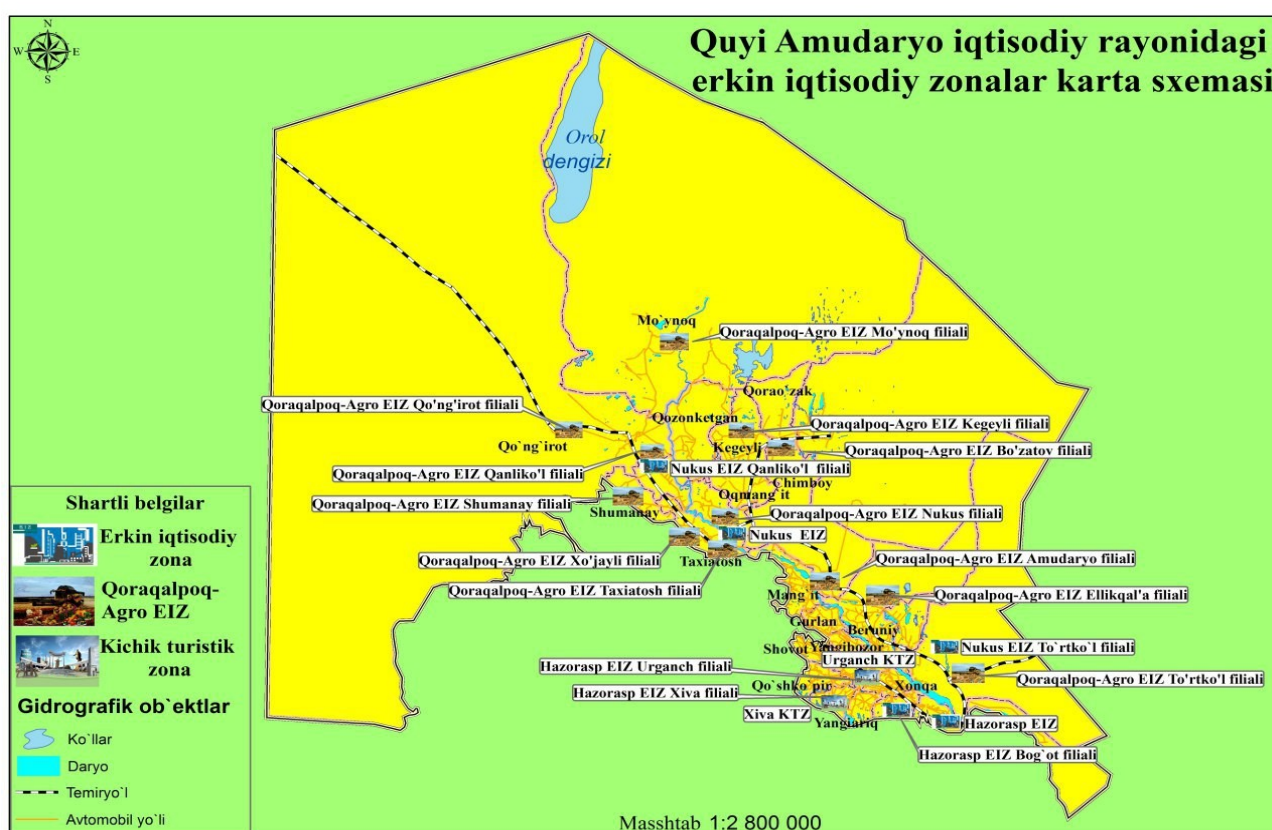 Quyi Amudaryo iqtisodiy rayonidagi
erkin iqtisodiy zonalar karta sxemasi
N
W
E
S
Orol
dengizi
Mo`ynoq
Qoraqalpoq-Agro EIZ Mo'ynoq filiali
Qorao`zak
Qoraqalpoq-Agro EIZ Qo'ng'irot filiali
Qozonketgan
Qoraqalpoq-Agro EIZ Kegeyli filiali
Qo`ng`irot
Kegeyli
Qoraqalpoq-Agro EIZ Bo'zatov filiali
Qoraqalpoq-Agro EIZ Qanliko'l filiali
Nukus EIZ Qanliko'l filiali
Chimboy
Oqmang`it
Qoraqalpoq-Agro EIZ Shumanay filiali
Shumanay
Qoraqalpoq-Agro EIZ Nukus filiali
Nukus EIZ
Qoraqalpoq-Agro EIZ Xo'jayli filiali
Taxiatosh
Qoraqalpoq-Agro EIZ Amudaryo filiali
Qoraqalpoq-Agro EIZ Taxiatosh filiali
Mang`it
Qoraqalpoq-Agro EIZ Ellikqal'a filiali
Gurlan
Beruniy
Shovot
Yangibozor
Nukus EIZ To`rtko`l filiali
Urganch KTZ
Hazorasp EIZ Urganch filiali
Qoraqalpoq-Agro EIZ To'rtko'l filiali
Qo`shko`pir
Xonqa
Hazorasp EIZ Xiva filiali
Xiva KTZ
Yangiariq
Hazorasp EIZ
Hazorasp EIZ Bog`ot filiali
Shartli belgilar
Erkin iqtisodiy
zona
Qoraqalpoq-
Agro EIZ
Kichik turistik
zona
Gidrografik ob`ektlar
Ko`llar
Daryo
Temiryo`l
Avtomobil yo`li
Masshtab 1:2 800 000